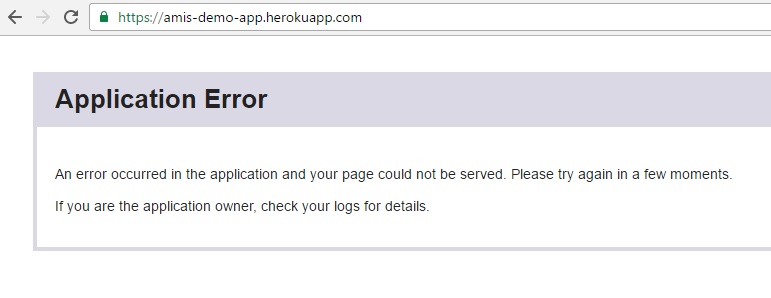 https://amis-demo-app.herokuapp.com
Application Error
An error occurred in the application and your page could not be served. Please try again in a few moments.
If you are the application owner, check your logs for details.